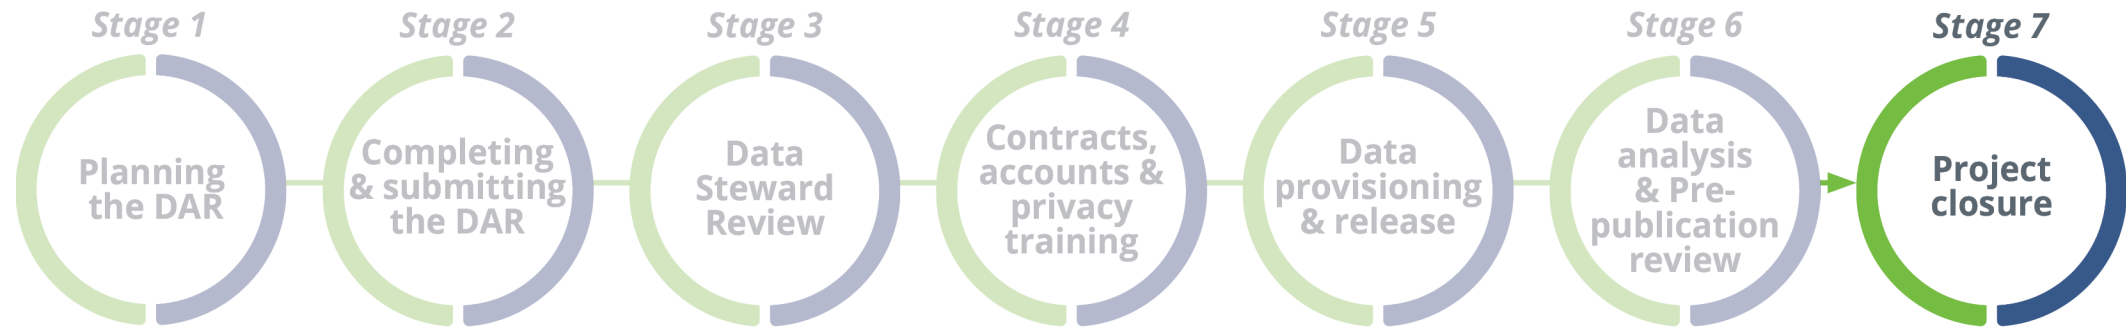 Stage 1
Planning
the DAR
Stage 2
Completing
& submitting
the DAR
Stage 3
Data
Steward
Review
Stage 4
Contracts,
accounts &
privacy
training
Stage 5
Data
provisioning
& release
Stage 6
Data
analysis
& Pre-
publication
review
Stage 7
Project
closure